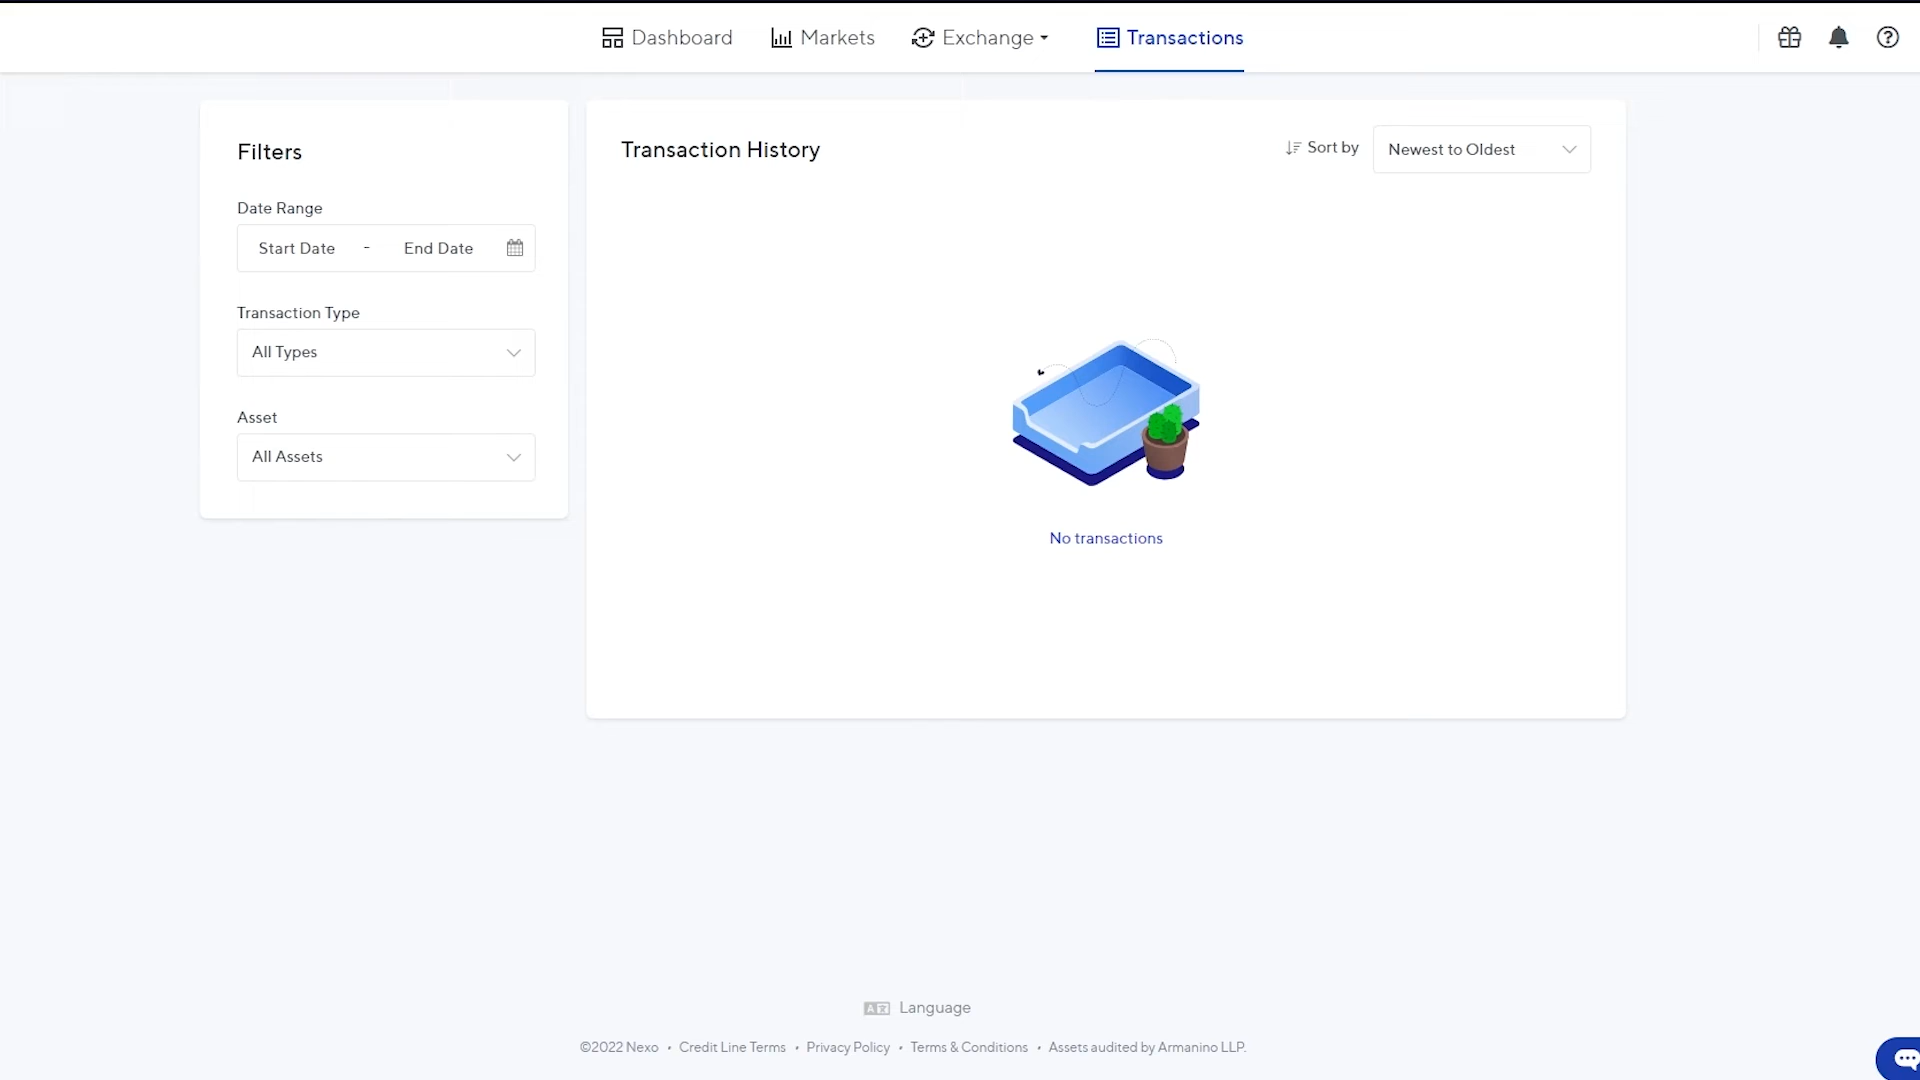 Dashboard
Markets
Exchange
Transactions
Filters
Date Range
Start Date - End Date
Transaction Type
All Types
Asset
All Assets
Transaction History
Sort by
Newest to Oldest
No transactions
Language
©2022 Nexo • Credit Line Terms • Privacy Policy • Terms & Conditions • Assets audited by Armanino LLP.